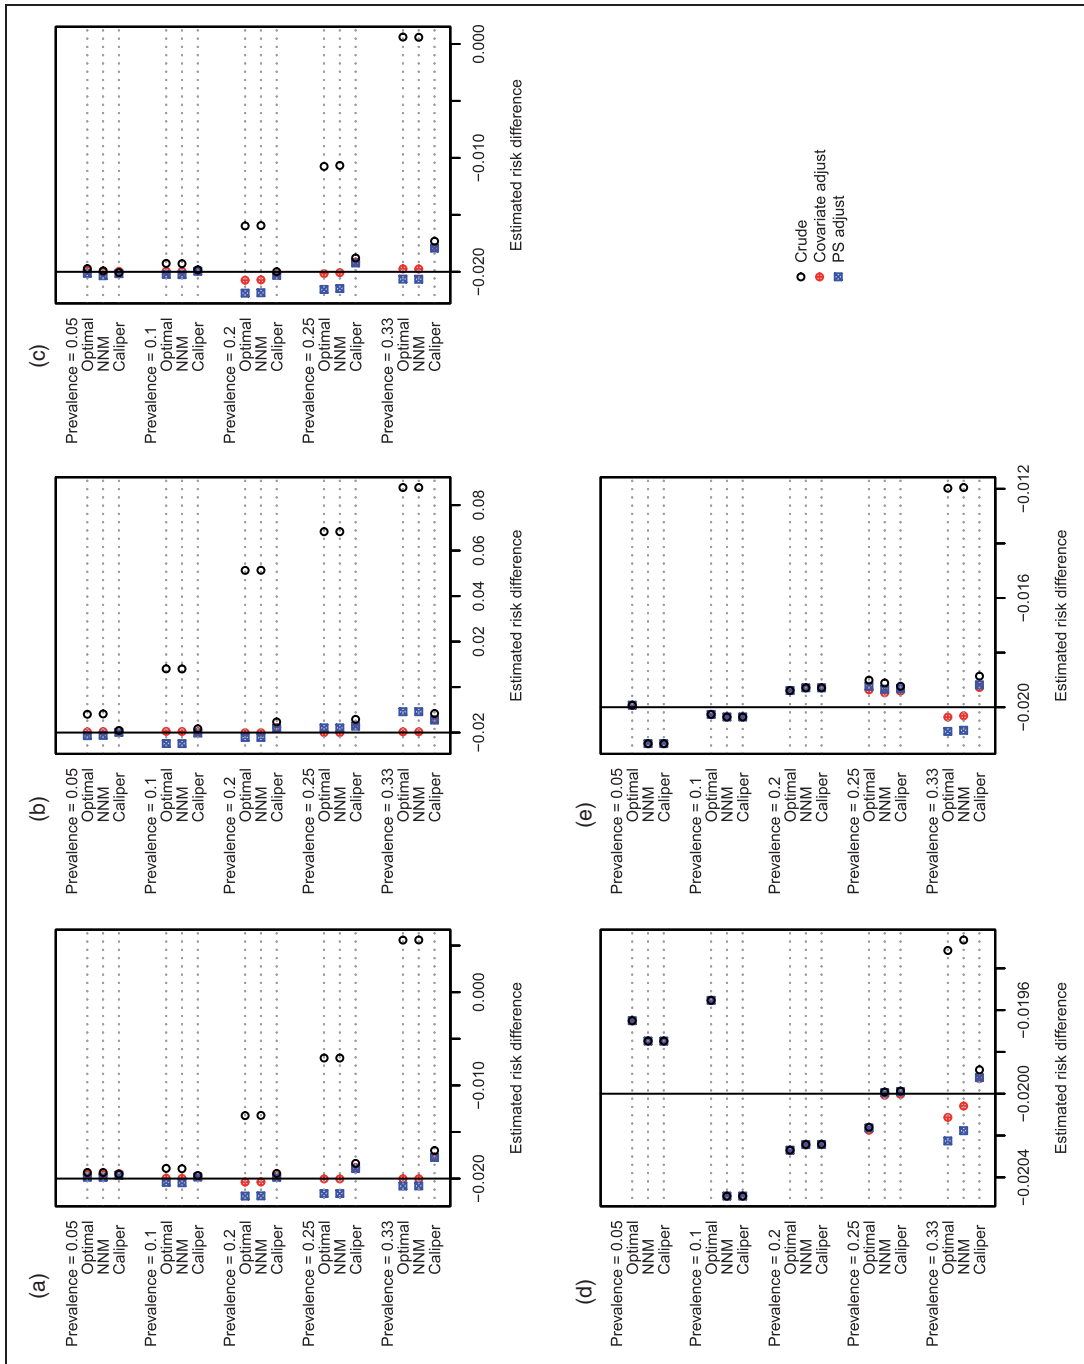 (a)
Prevalence = 0.05
Optimal
NNM
Caliper
Prevalence = 0.1
Optimal
NNM
Caliper
Prevalence = 0.2
Optimal
NNM
Caliper
Prevalence = 0.25
Optimal
NNM
Caliper
Prevalence = 0.33
Optimal
NNM
Caliper
−0.020
−0.010
0.000
Estimated risk difference
(b)
Prevalence = 0.05
Optimal
NNM
Caliper
Prevalence = 0.1
Optimal
NNM
Caliper
Prevalence = 0.2
Optimal
NNM
Caliper
Prevalence = 0.25
Optimal
NNM
Caliper
Prevalence = 0.33
Optimal
NNM
Caliper
−0.02
0.02
0.04
0.06
0.08
Estimated risk difference
(c)
Prevalence = 0.05
Optimal
NNM
Caliper
Prevalence = 0.1
Optimal
NNM
Caliper
Prevalence = 0.2
Optimal
NNM
Caliper
Prevalence = 0.25
Optimal
NNM
Caliper
Prevalence = 0.33
Optimal
NNM
Caliper
−0.020
−0.010
0.000
Estimated risk difference
(d)
Prevalence = 0.05
Optimal
NNM
Caliper
Prevalence = 0.1
Optimal
NNM
Caliper
Prevalence = 0.2
Optimal
NNM
Caliper
Prevalence = 0.25
Optimal
NNM
Caliper
Prevalence = 0.33
Optimal
NNM
Caliper
−0.0204
−0.0200
−0.0196
Estimated risk difference
(e)
Prevalence = 0.05
Optimal
NNM
Caliper
Prevalence = 0.1
Optimal
NNM
Caliper
Prevalence = 0.2
Optimal
NNM
Caliper
Prevalence = 0.25
Optimal
NNM
Caliper
Prevalence = 0.33
Optimal
NNM
Caliper
−0.020
−0.016
−0.012
Estimated risk difference
Crude
Covariate adjust
PS adjust